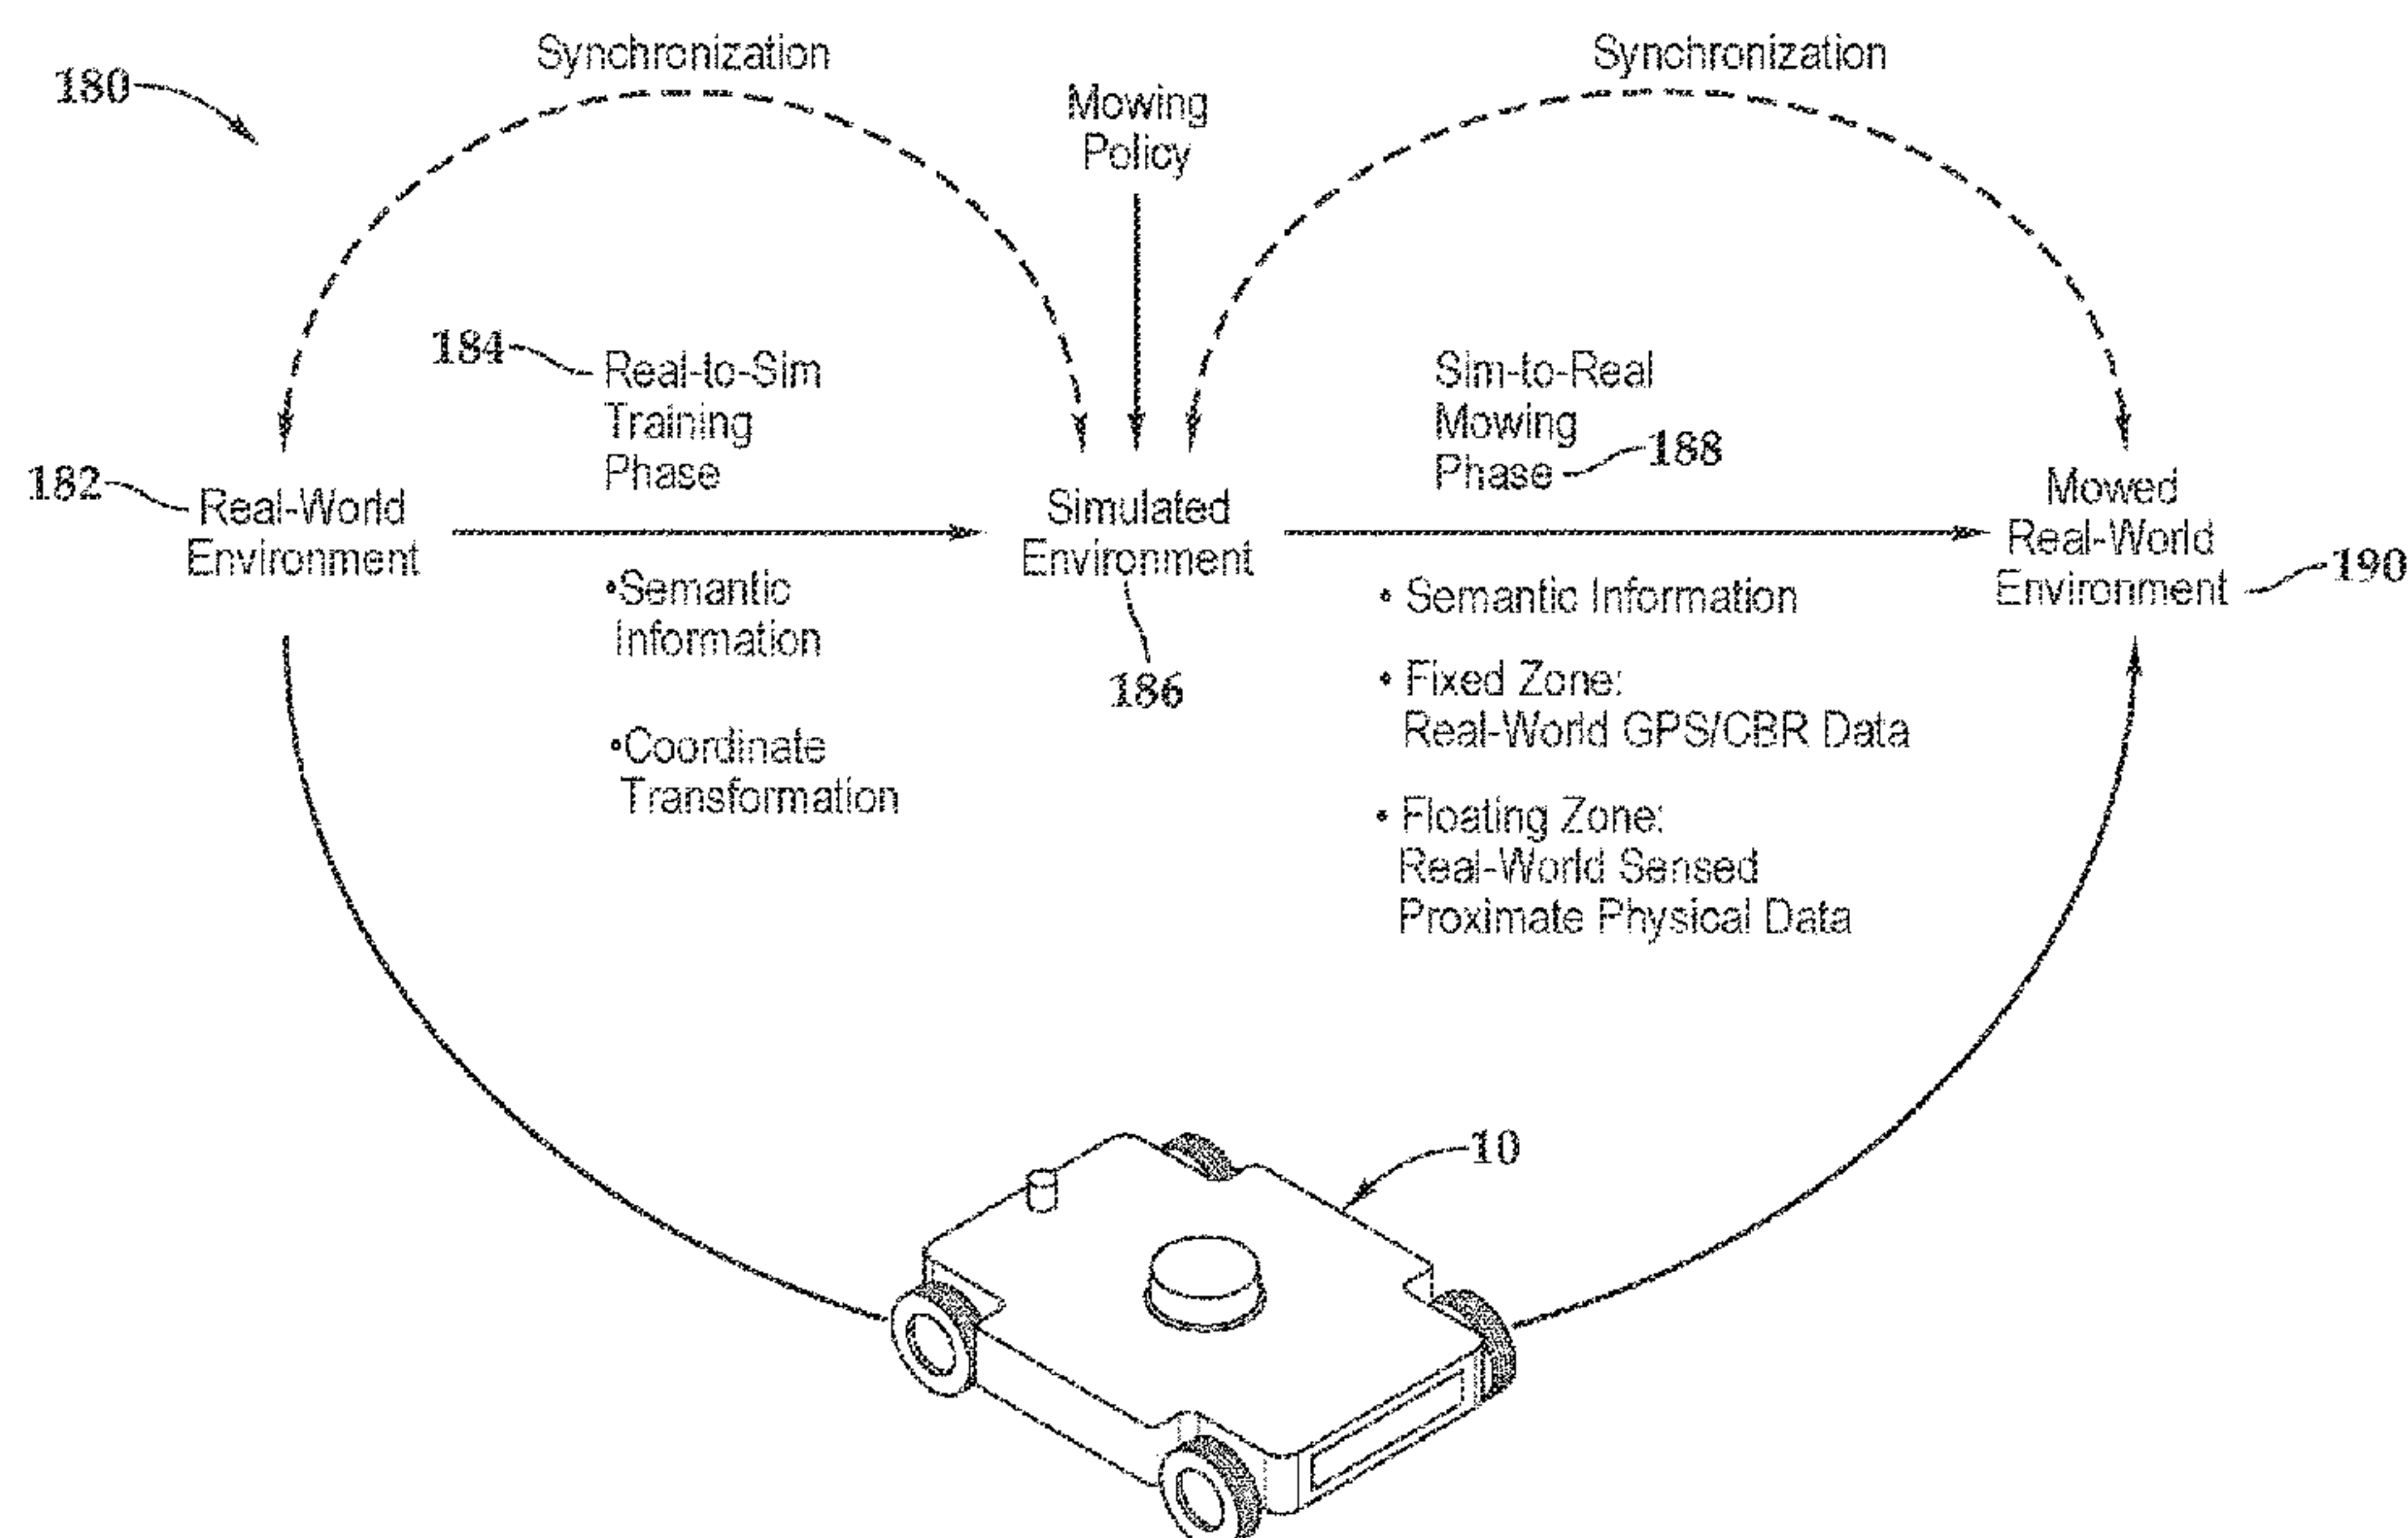 180
Synchronization
Mowing
Policy
Synchronization
184
Real-to-Sim
Training
Phase
Sim-to-Real
Mowing
Phase
188
182
Real-World
Environment
Simulated
Environment
186
Mowed
Real-World
Environment
190
•Semantic
Information
•Coordinate
Transformation
• Semantic Information
• Fixed Zone:
Real-World GPS/CBR Data
• Floating Zone:
Real-World Sensed
Proximate Physical Data
10